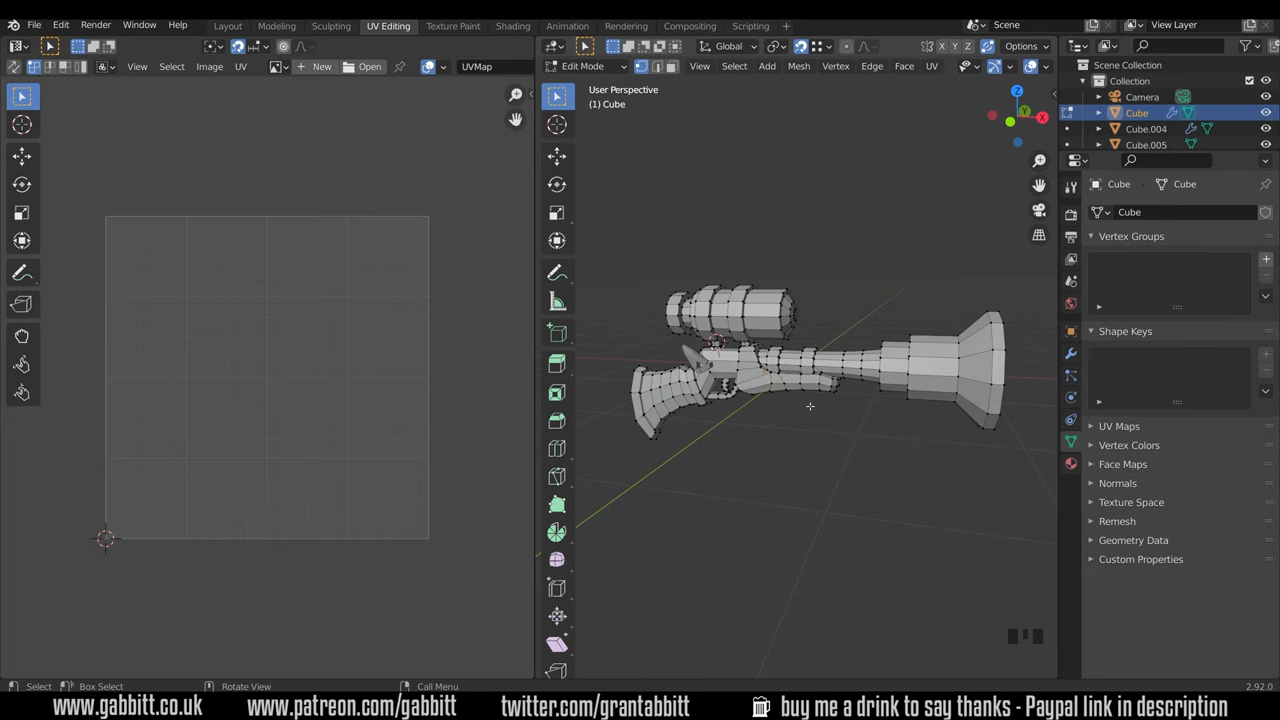 File Edit Render Window Help Layout Modeling Sculpting UV Editing Texture Paint Shading Animation Rendering Compositing Scripting Scene View Layer
New Open UVMap Global Options
View Select Image UV Edit Mode View Select Add Mesh Vertex Edge Face UV
Scene Collection
Collection
Camera
Cube
Cube.004
Cube.005
User Perspective
(1) Cube
Z
Y
X
X Y Z
Cube Cube
Cube
Vertex Groups
Shape Keys
UV Maps
Vertex Colors
Face Maps
Normals
Texture Space
Remesh
Geometry Data
Custom Properties
Select Box Select Rotate View Call Menu 2.92.0
www.gabbitt.co.uk www.patreon.com/gabbitt twitter.com/grantabbitt buy me a drink to say thanks - Paypal link in description